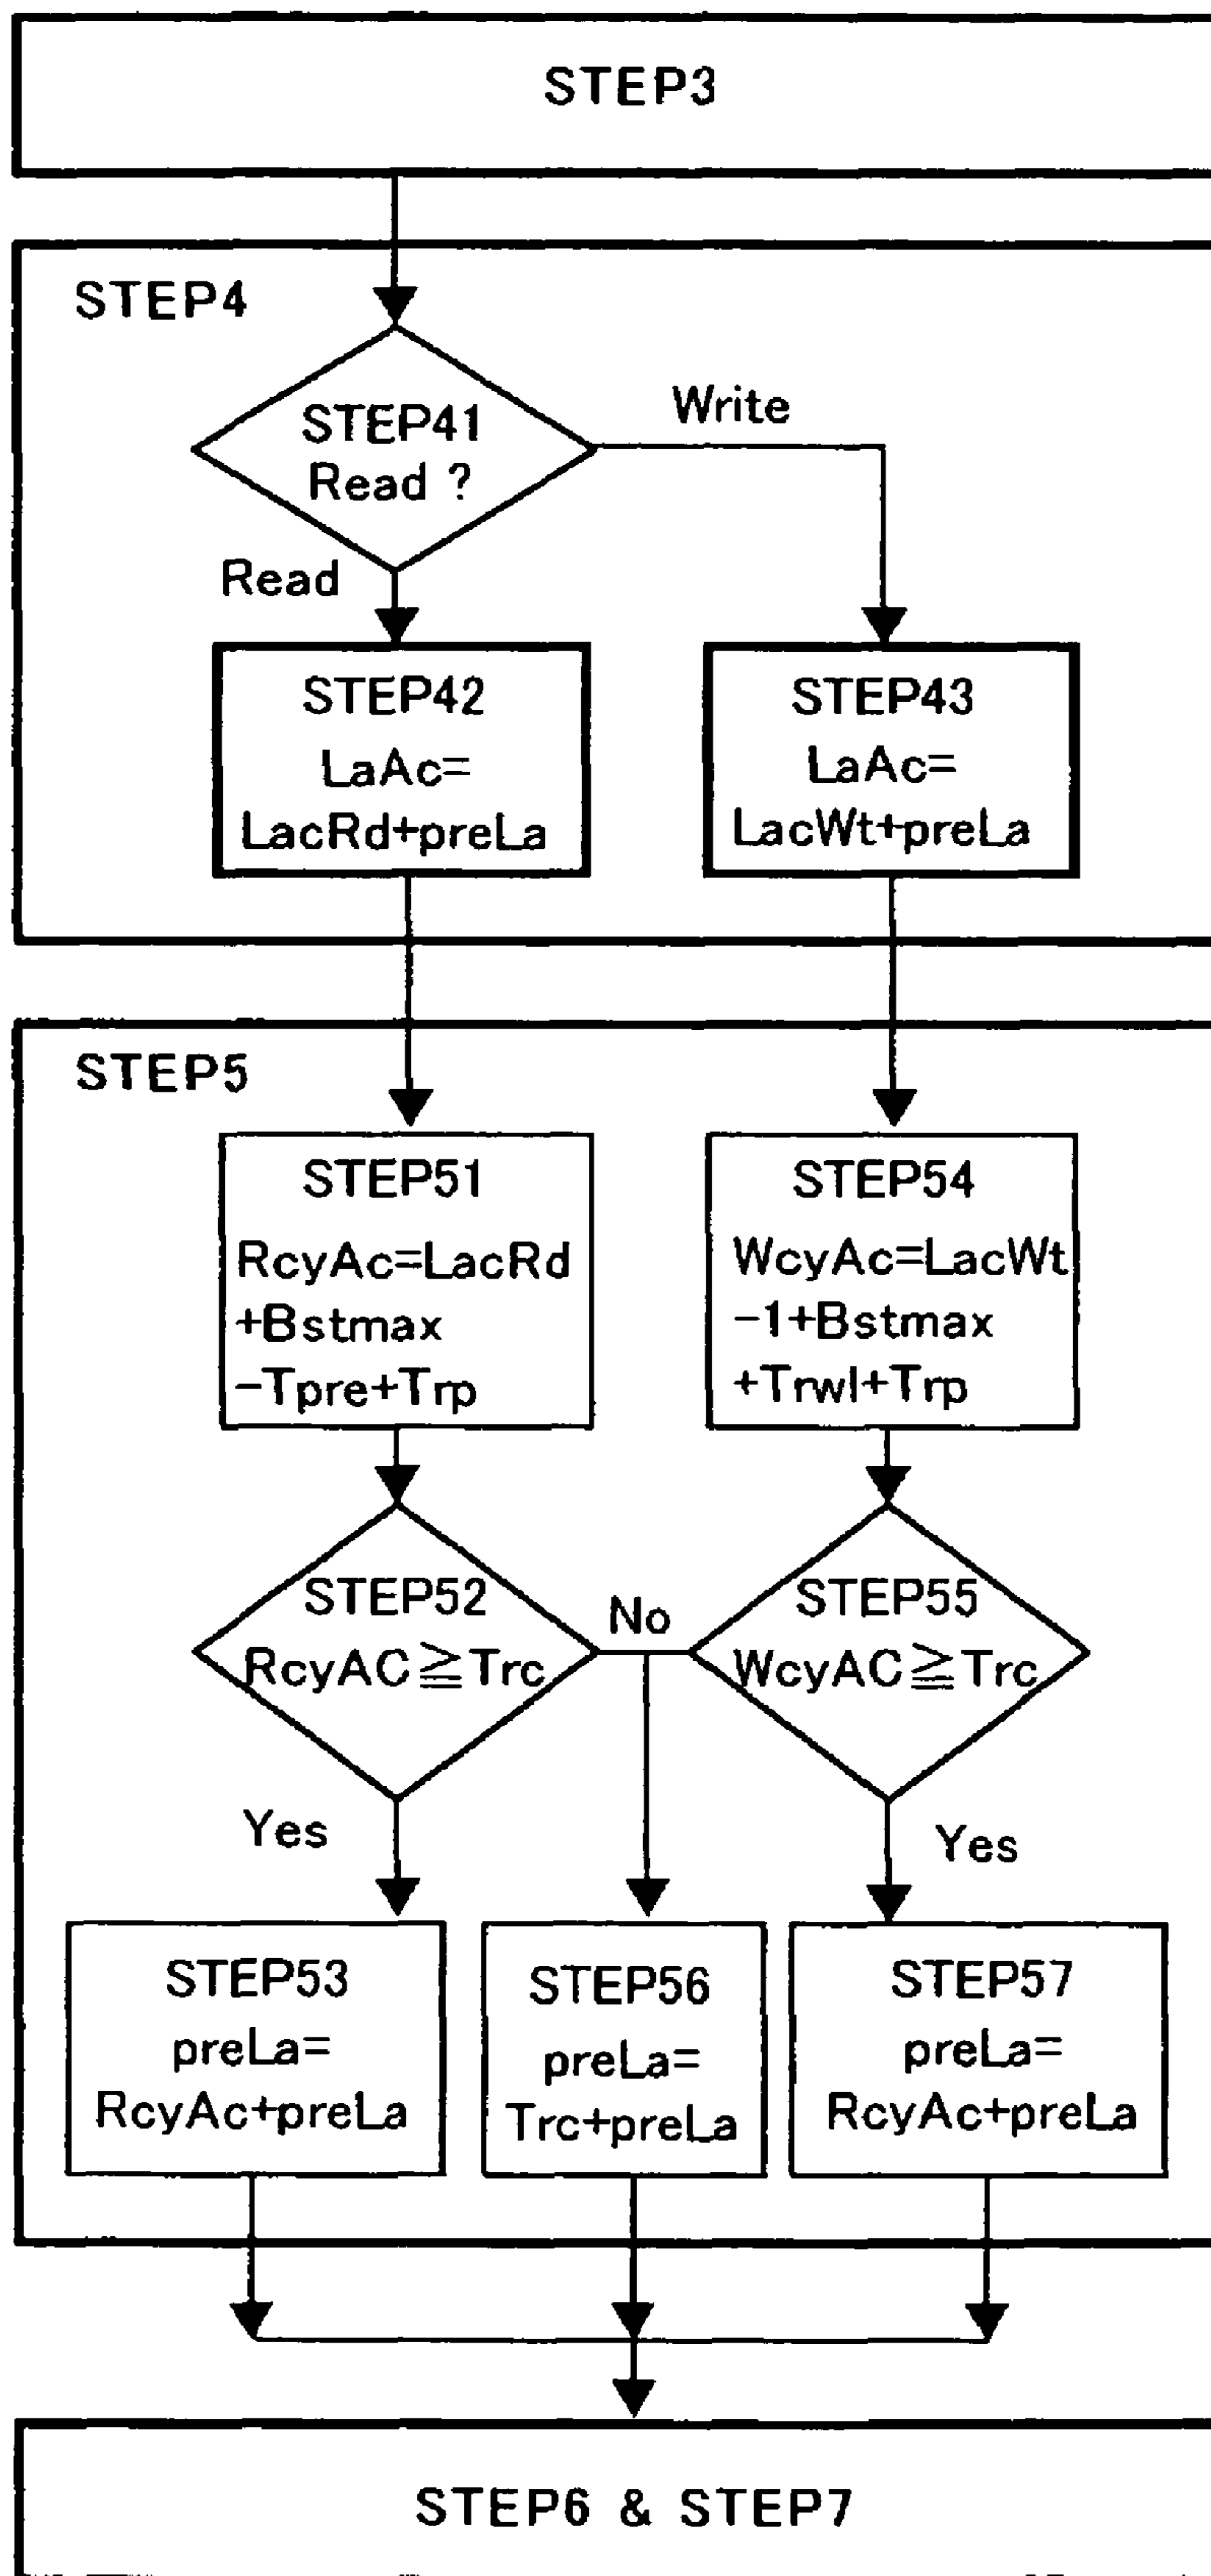 STEP3
STEP4
STEP41
Read ?
Write
Read
STEP42
LaAc=
LacRd+preLa
STEP43
LaAc=
LacWt+preLa
STEP5
STEP51
RcyAc=LacRd
+Bstmax
-Tpre+Trp
STEP54
WcyAc=LacWt
-1+Bstmax
+Trwl+Trp
STEP52
RcyAC≧Trc
No
STEP55
WcyAC≧Trc
Yes
Yes
STEP53
preLa=
RcyAc+preLa
STEP56
preLa=
Trc+preLa
STEP57
preLa=
RcyAc+preLa
STEP6 & STEP7